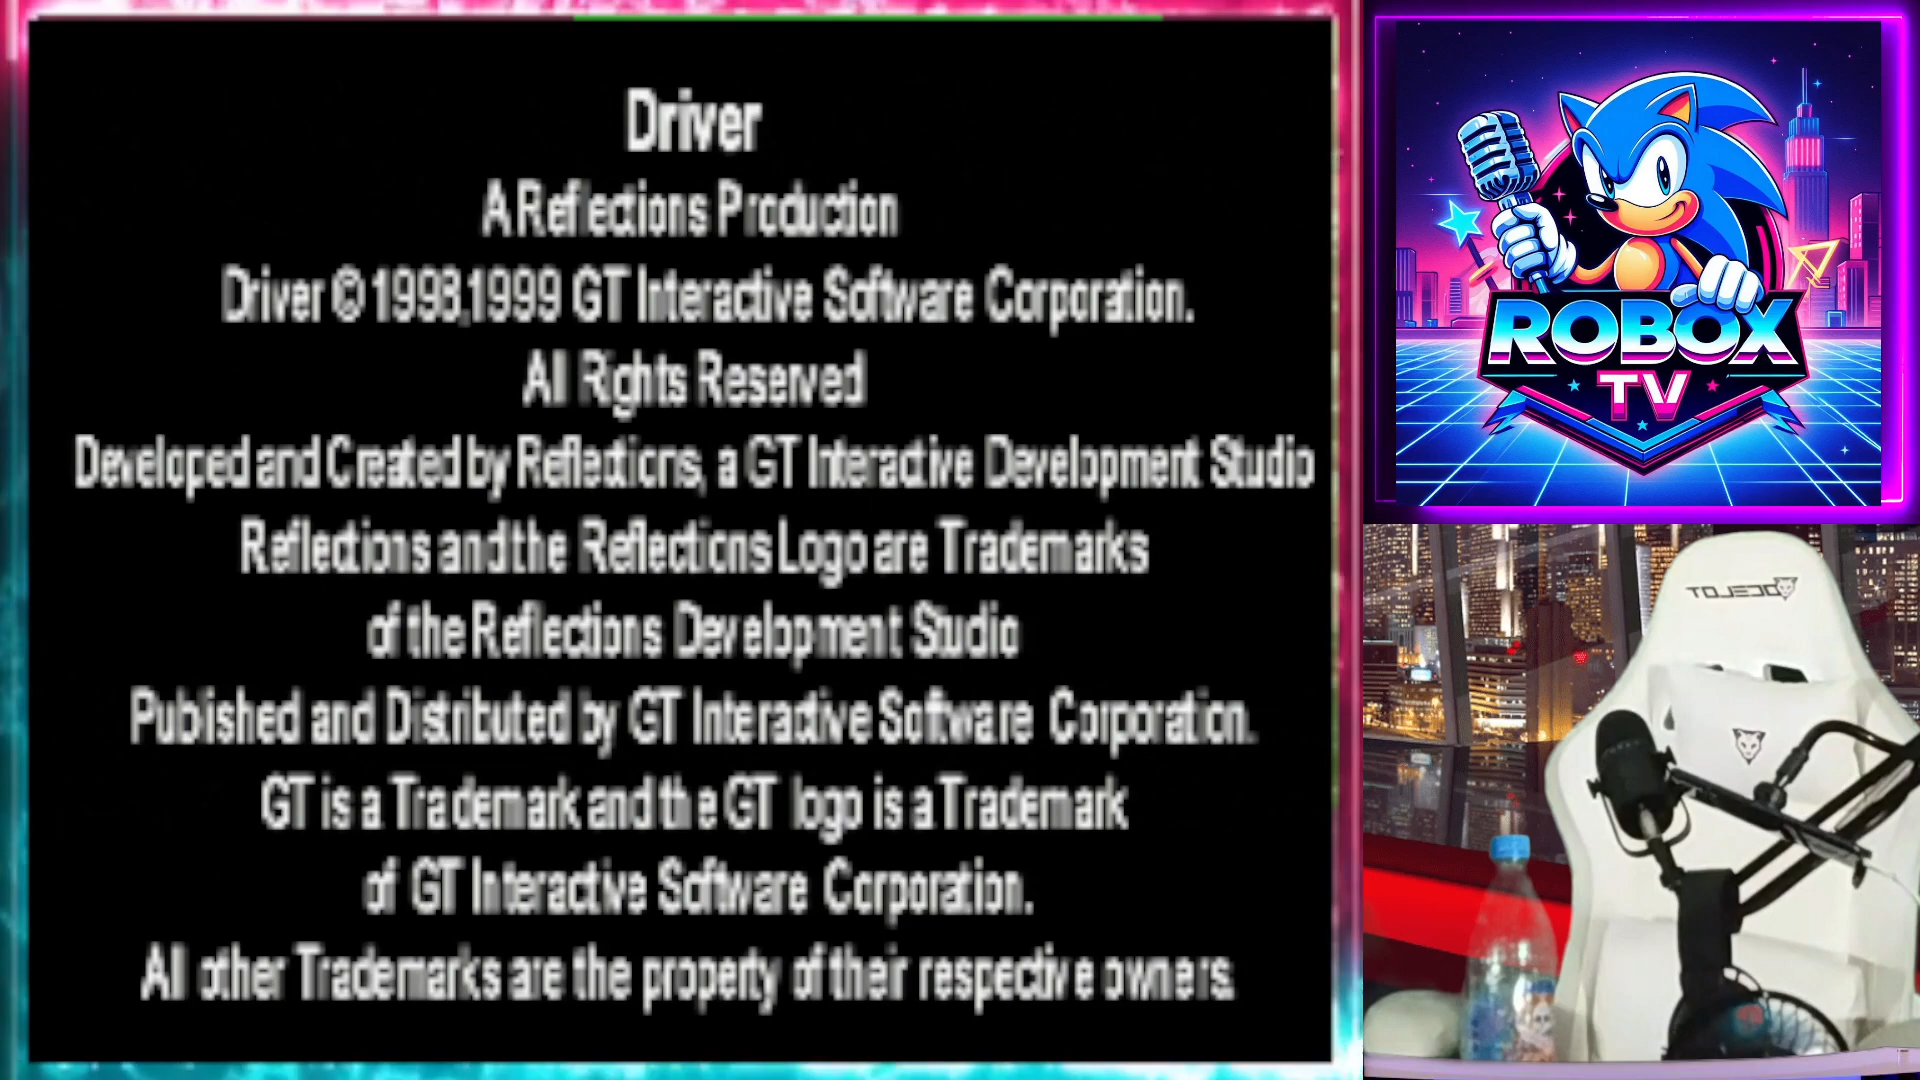 Driver
A Reflections Production
Driver © 1998,1999 GT Interactive Software Corporation.
All Rights Reserved
Developed and Created by Reflections, a GT Interactive Development Studio
Reflections and the Reflections Logo are Trademarks
of the Reflections Development Studio
Published and Distributed by GT Interactive Software Corporation.
GT is a Trademark and the GT logo is a Trademark
of GT Interactive Software Corporation.
All other Trademarks are the property of their respective owners.
ROBOX
TV
TOLEDO